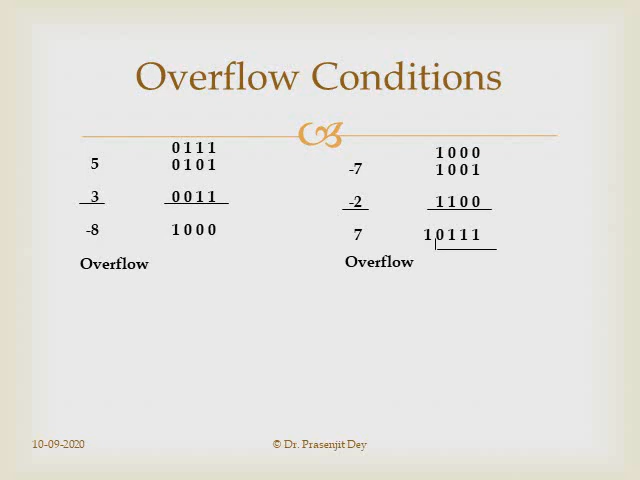 Overflow Conditions
0 1 1 1
5 0 1 0 1
3 0 0 1 1
-8 1 0 0 0
Overflow
1 0 0 0
-7 1 0 0 1
-2 1 1 0 0
7 1 0 1 1 1
Overflow
10-09-2020 © Dr. Prasenjit Dey